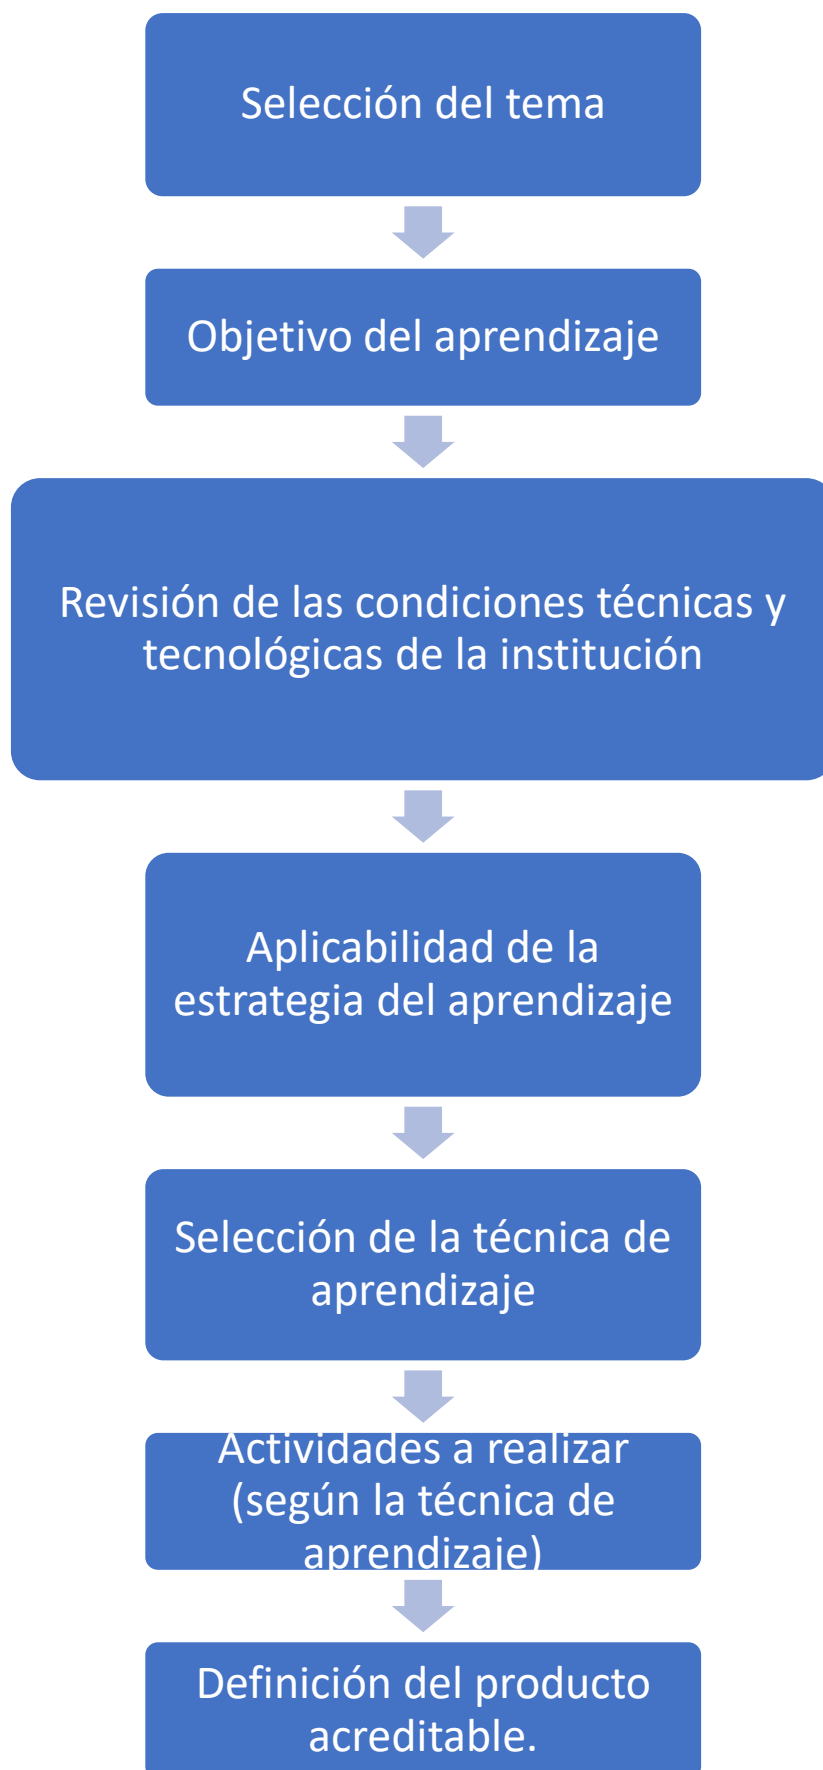 Selección del tema
Objetivo del aprendizaje
Revisión de las condiciones técnicas y
tecnológicas de la institución
Aplicabilidad de la
estrategia del aprendizaje
Selección de la técnica de
aprendizaje
Actividades a realizar
(según la técnica de
aprendizaje)
Definición del producto
acreditable.